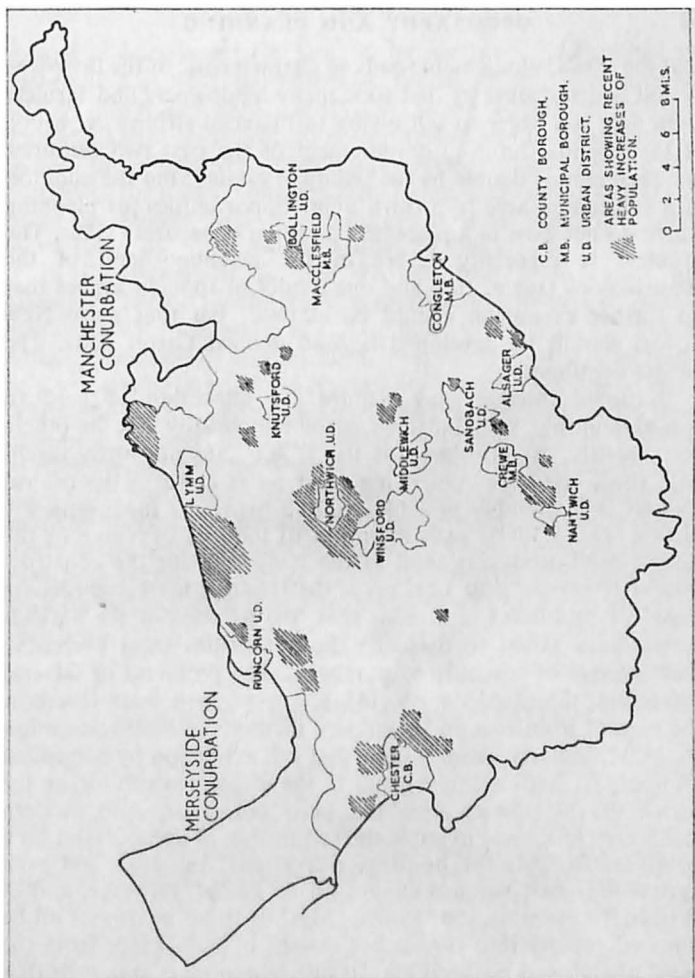 MANCHESTER
CONURBATION
MERSEYSIDE
CONURBATION
LYMM
U.D.
RUNCORN U.D.
KNUTSFORD
U.D.
BOLLINGTON
U.D.
MACCLESFIELD
M.B.
NORTHWICH U.D.
WINSFORD
U.D.
MIDDLEWICH
U.D.
CHESTER
C.B.
CONGLETON
M.B.
SANDBACH
U.D.
ALSAGER
U.D.
CREWE
M.B.
NANTWICH
U.D.
C.B. COUNTY BOROUGH.
M.B. MUNICIPAL BOROUGH.
U.D. URBAN DISTRICT.
AREAS SHOWING RECENT
HEAVY INCREASES OF
POPULATION.
0 2 4 6 8 MLS.